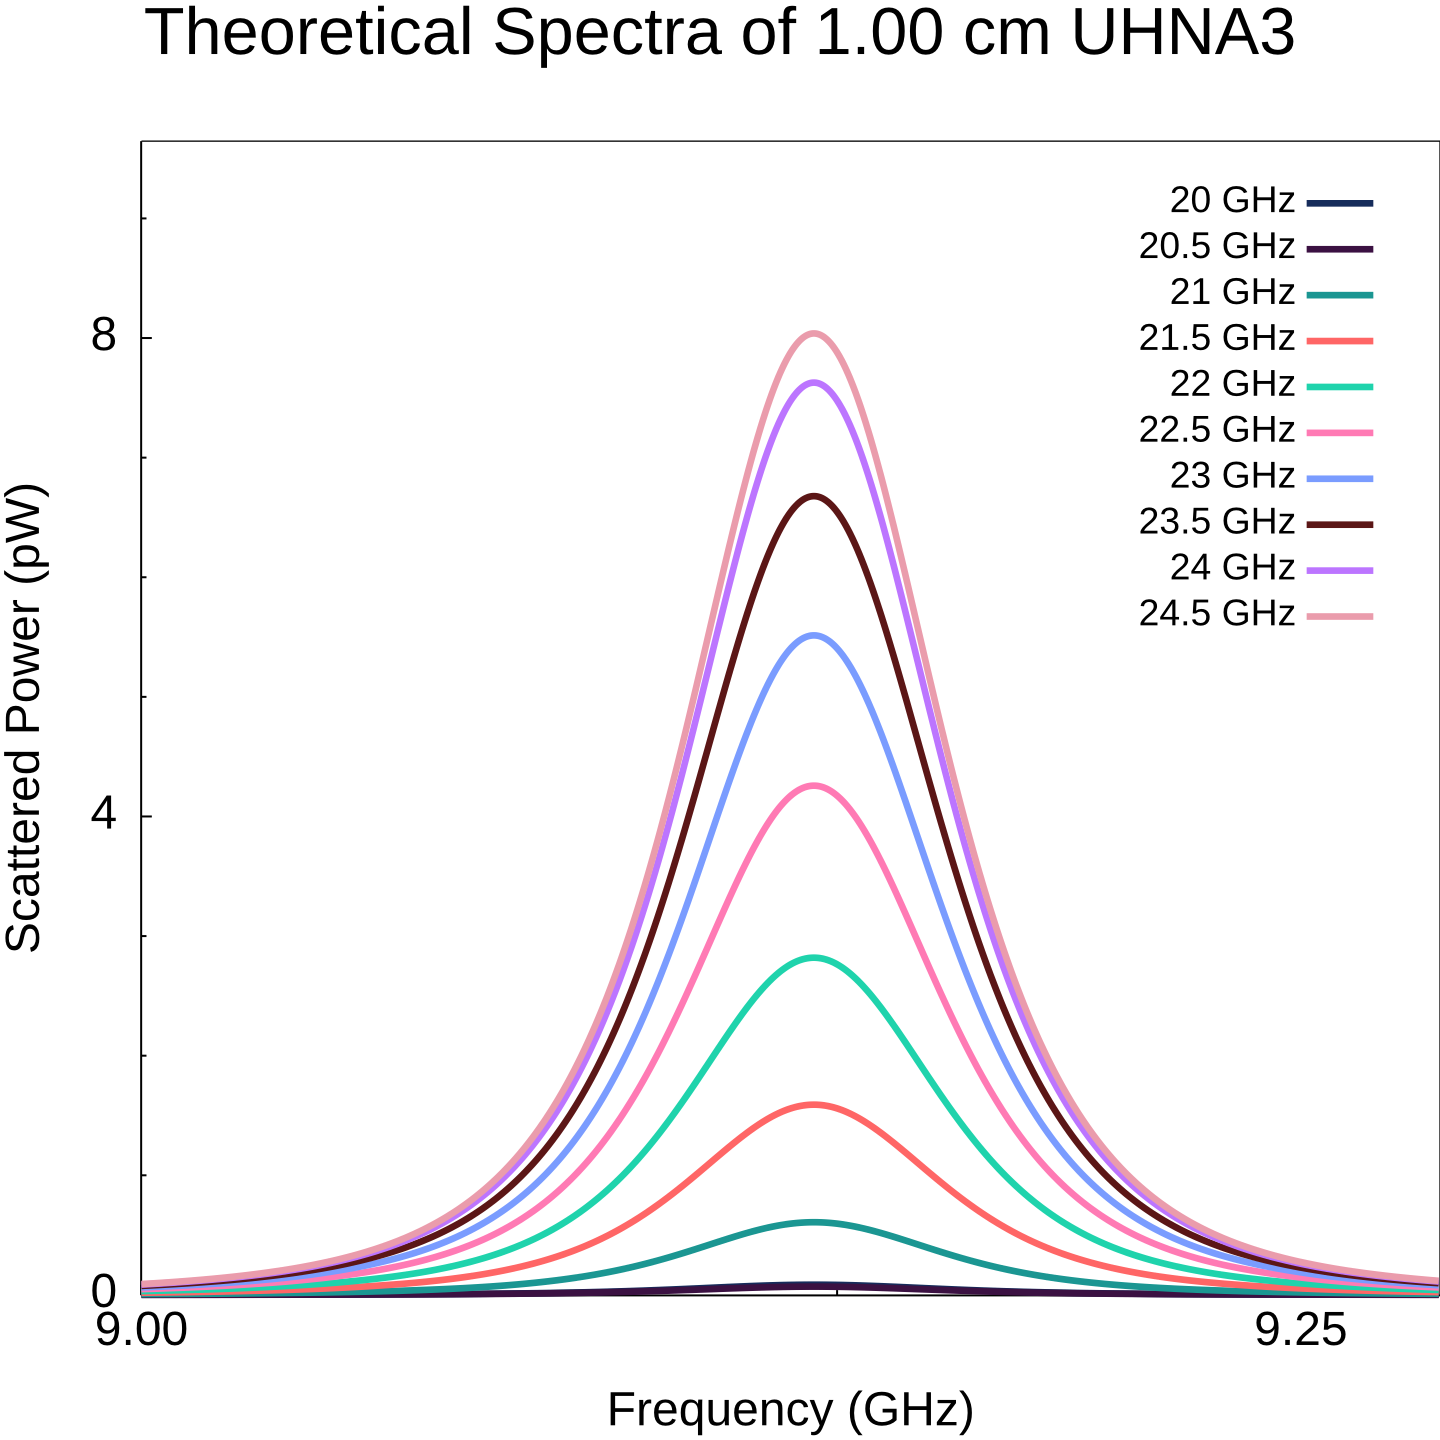 Theoretical Spectra of 1.00 cm UHNA3
20 GHz
20.5 GHz
21 GHz
21.5 GHz
22 GHz
22.5 GHz
23 GHz
23.5 GHz
24 GHz
24.5 GHz
8
4
0
Scattered Power (pW)
9.00
9.25
Frequency (GHz)